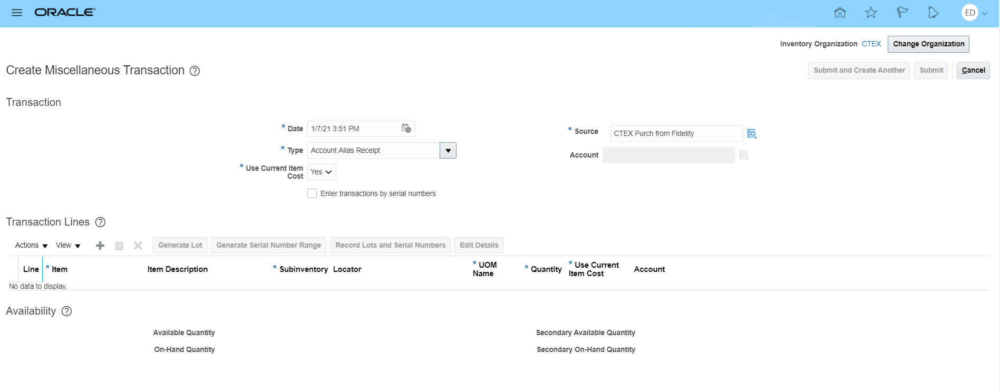 ORACLE
ED
Inventory Organization CTEX Change Organization
Create Miscellaneous Transaction ?
Submit and Create Another Submit Cancel
Transaction
* Date 1/7/21 3:51 PM
* Source CTEX Purch from Fidelity
* Type Account Alias Receipt
Account
* Use Current Item
Cost
Yes
Enter transactions by serial numbers
Transaction Lines ?
Actions View Generate Lot Generate Serial Number Range Record Lots and Serial Numbers Edit Details
Line * Item Item Description * Subinventory Locator * UOM
Name * Quantity * Use Current
Item Cost Account
No data to display.
Availability ?
Available Quantity Secondary Available Quantity
On-Hand Quantity Secondary On-Hand Quantity